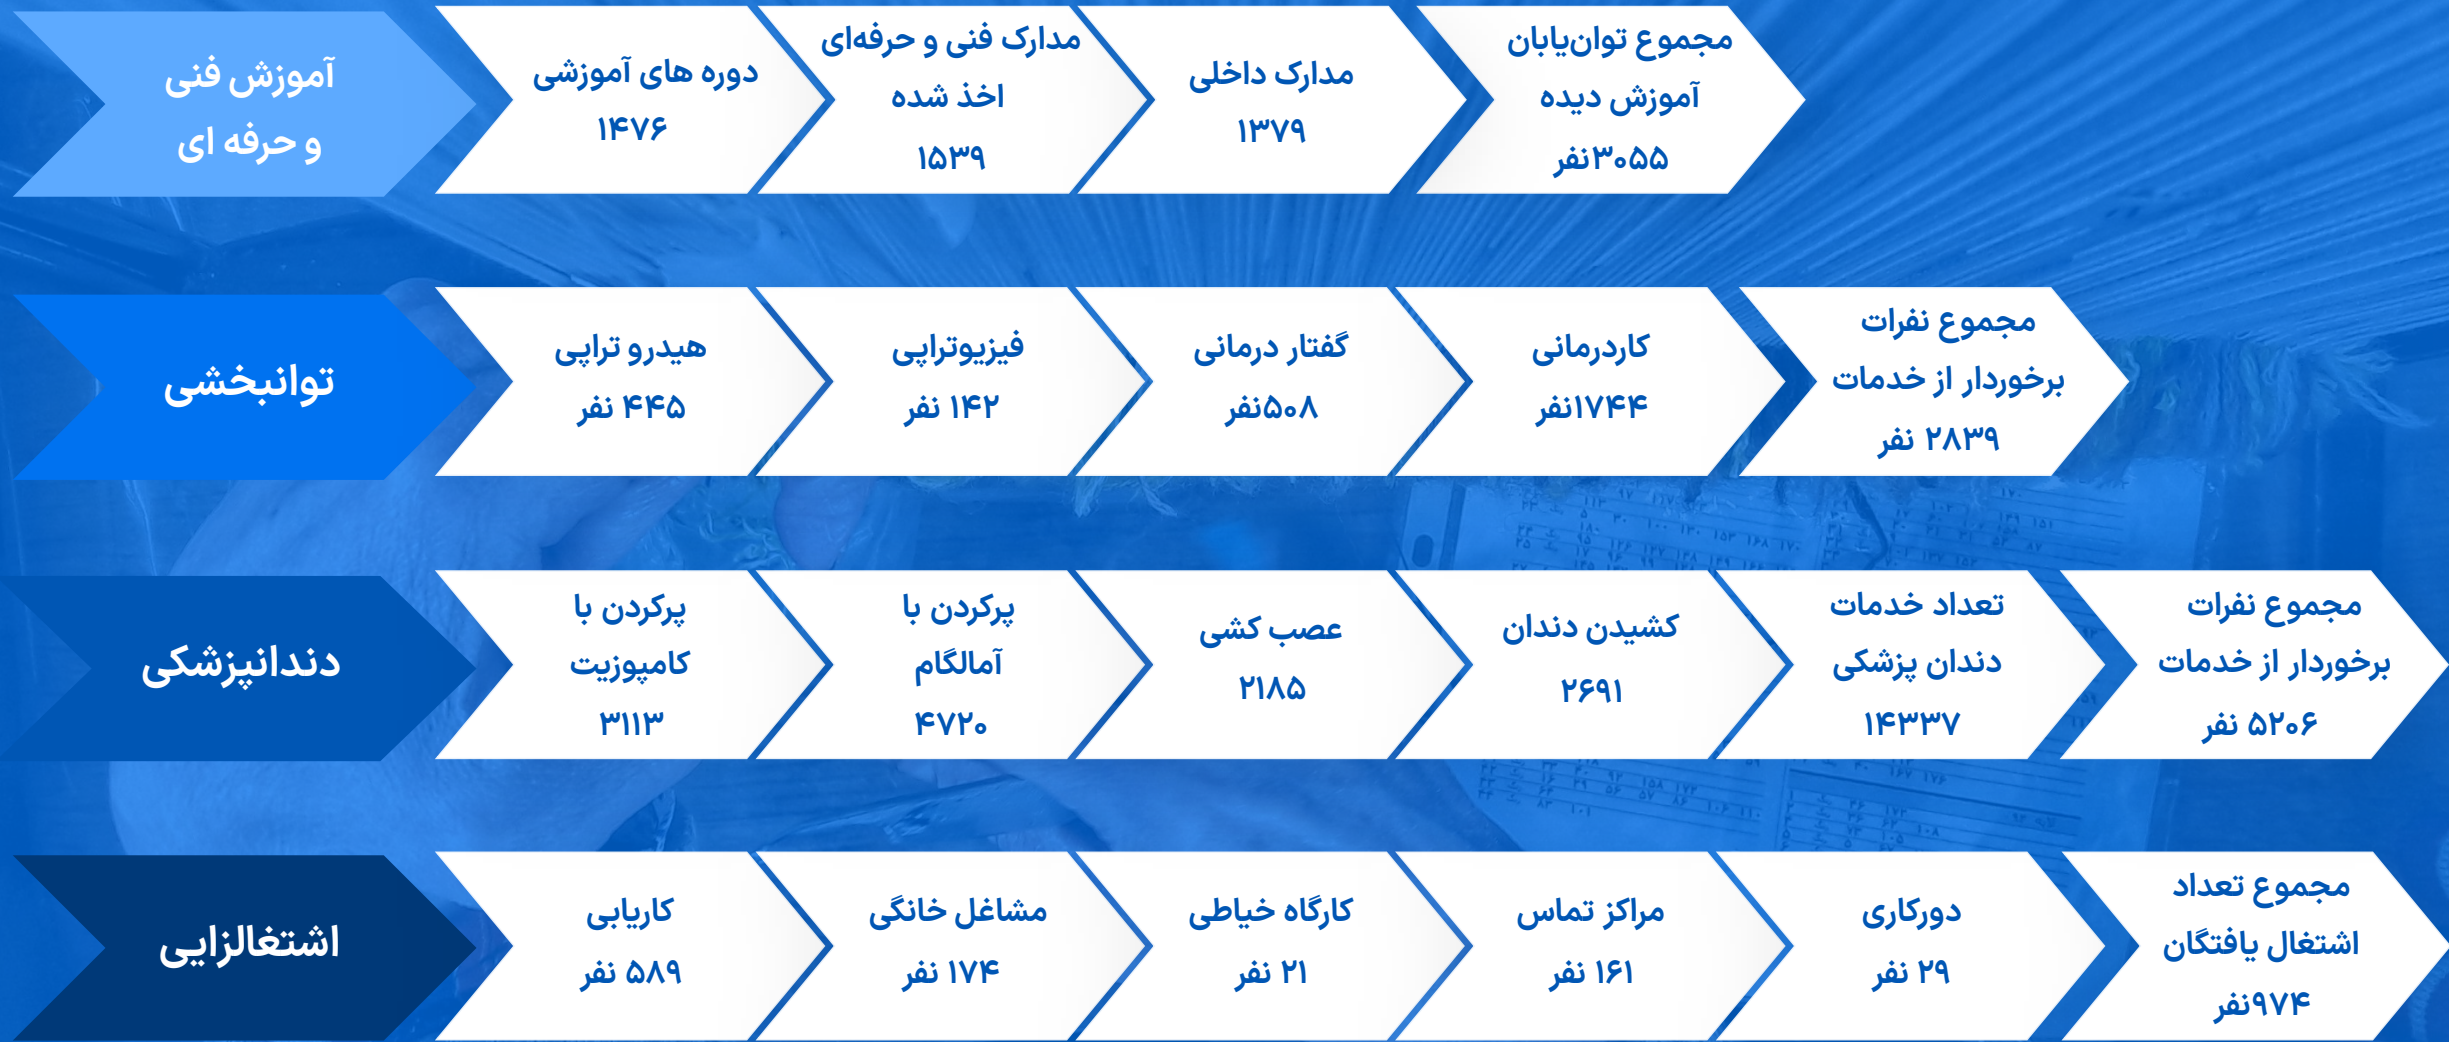 آموزش فنی
و حرفه ای
دوره های آموزشی
۱۴۷۶
مدارک فنی و حرفه‌ای
اخذ شده
۱۵۳۹
مدارک داخلی
۱۳۷۹
مجموع توان‌یابان
آموزش دیده
۳۰۵۵نفر
توانبخشی
هیدرو تراپی
۴۴۵ نفر
فیزیوتراپی
۱۴۲ نفر
گفتار درمانی
۵۰۸نفر
کاردرمانی
۱۷۴۴نفر
مجموع نفرات
برخوردار از خدمات
۲۸۳۹ نفر
دندانپزشکی
پرکردن با
کامپوزیت
۳۱۱۳
پرکردن با
آمالگام
۴۷۲۰
عصب کشی
۲۱۸۵
کشیدن دندان
۲۶۹۱
تعداد خدمات
دندان پزشکی
۱۴۳۳۷
مجموع نفرات
برخوردار از خدمات
۵۲۰۶ نفر
اشتغالزایی
کاریابی
۵۸۹ نفر
مشاغل خانگی
۱۷۴ نفر
کارگاه خیاطی
۲۱ نفر
مراکز تماس
۱۶۱ نفر
دورکاری
۲۹ نفر
مجموع تعداد
اشتغال یافتگان
۹۷۴نفر